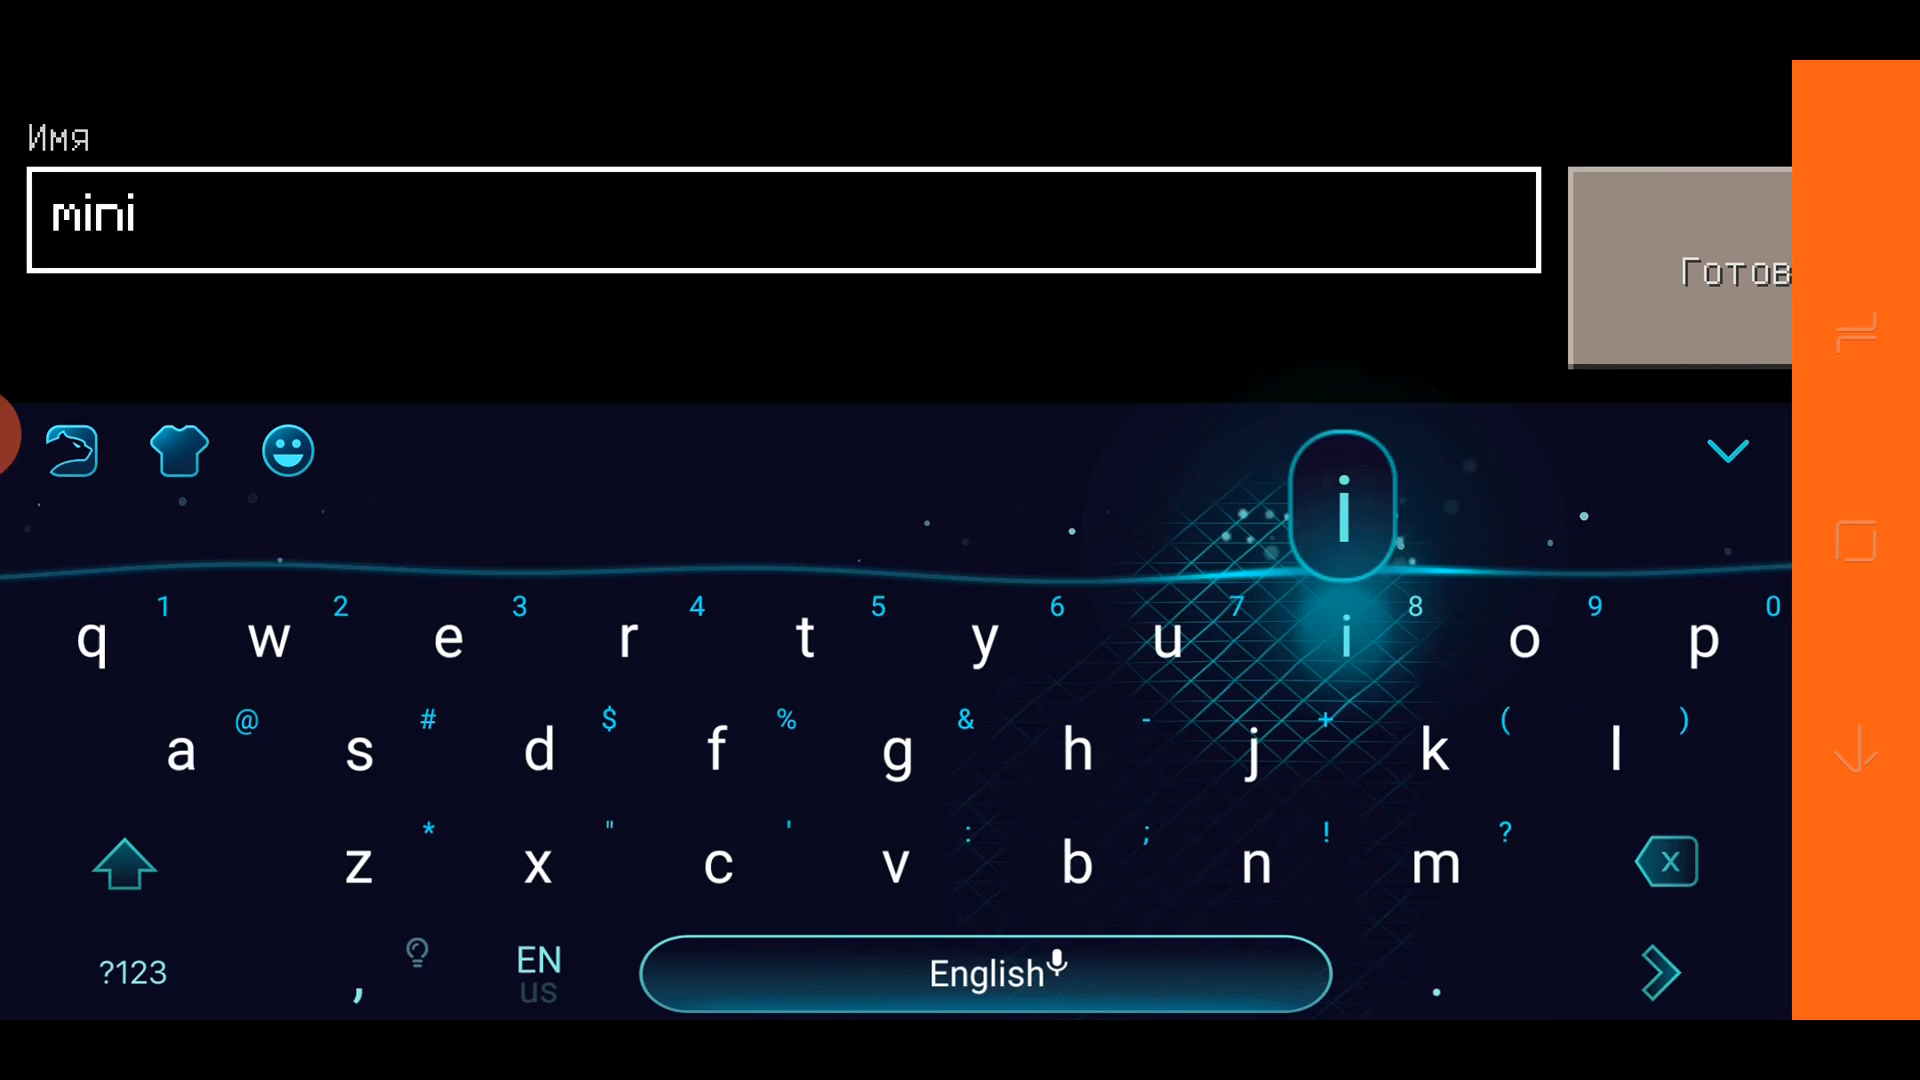 Имя
mini
Готов
i
1 2 3 4 5 6 7 8 9 0
q w e r t y u i o p
@ # $ % & - + ( )
a s d f g h j k l
* " ' : ; ! ?
z x c v b n m x
?123 , EN English .
US